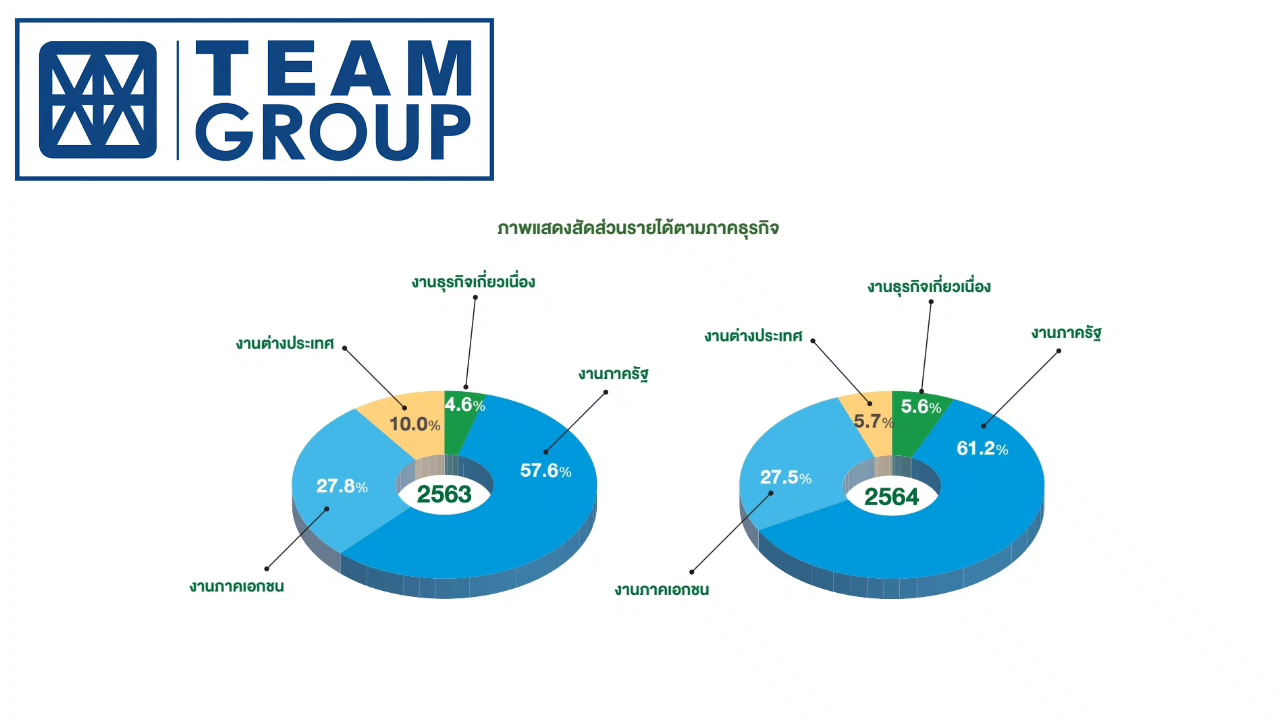 TEAM
GROUP
ภาพแสดงสัดส่วนรายได้ตามภาคธุรกิจ
งานธุรกิจเกี่ยวเนื่อง
งานต่างประเทศ
งานภาครัฐ
4.6%
10.0%
57.6%
27.8%
2563
งานภาคเอกชน
งานธุรกิจเกี่ยวเนื่อง
งานต่างประเทศ
งานภาครัฐ
5.6%
5.7%
61.2%
27.5%
2564
งานภาคเอกชน